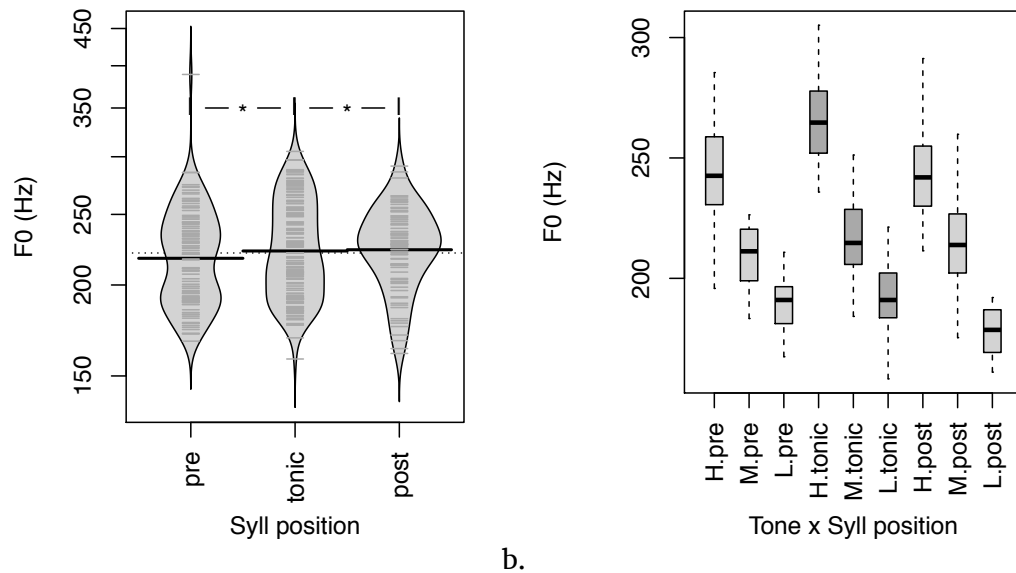 F0 (Hz)
450
350
250
200
150
* *
pre
tonic
post
Syll position
F0 (Hz)
300
250
200
H.pre
M.pre
L.pre
H.tonic
M.tonic
L.tonic
H.post
M.post
L.post
Tone x Syll position
b.